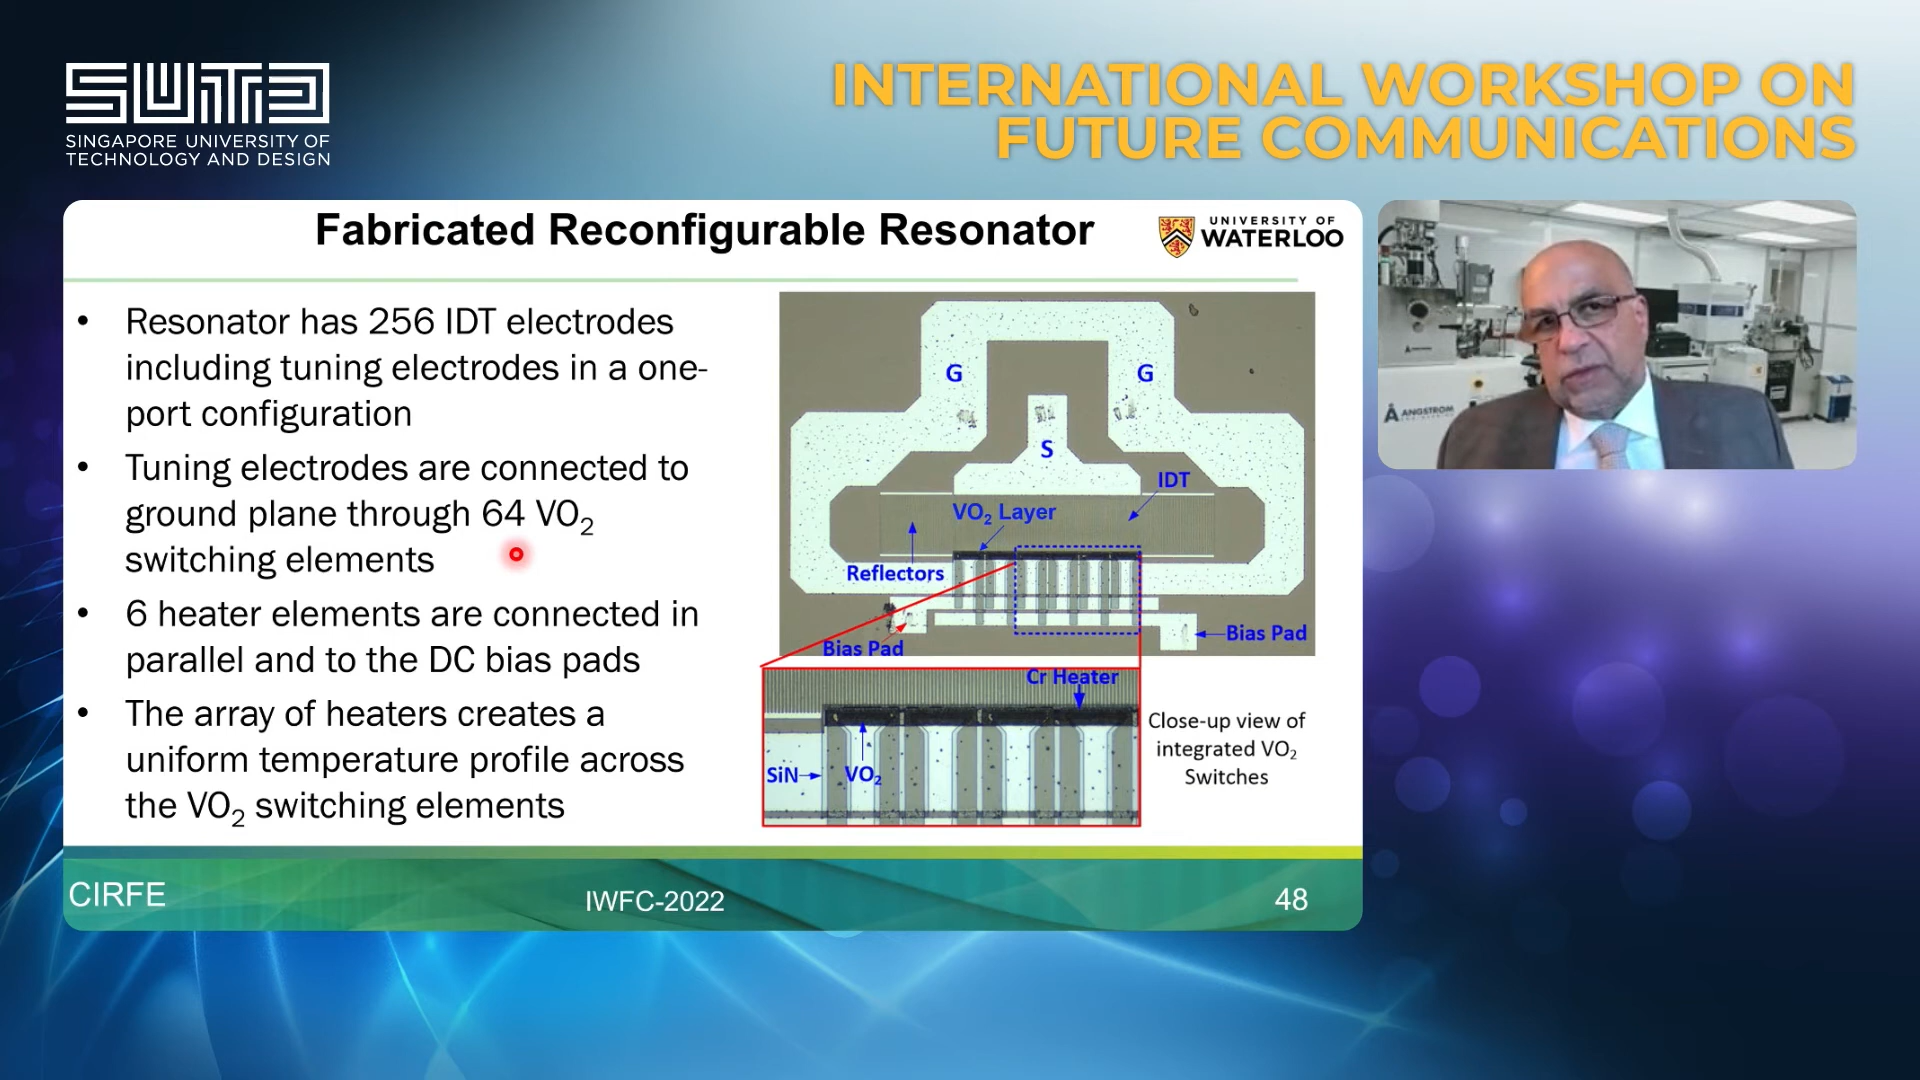 SUTD
SINGAPORE UNIVERSITY OF
TECHNOLOGY AND DESIGN
INTERNATIONAL WORKSHOP ON
FUTURE COMMUNICATIONS
Fabricated Reconfigurable Resonator
UNIVERSITY OF
WATERLOO
• Resonator has 256 IDT electrodes
including tuning electrodes in a one-
port configuration
• Tuning electrodes are connected to
ground plane through 64 VO₂
switching elements
• 6 heater elements are connected in
parallel and to the DC bias pads
• The array of heaters creates a
uniform temperature profile across
the VO₂ switching elements
G
G
S
IDT
VO₂ Layer
Reflectors
Bias Pad
Bias Pad
Cr Heater
SiN
VO₂
Close-up view of
integrated VO₂
Switches
ANGSTROM
CIRFE
IWFC-2022
48